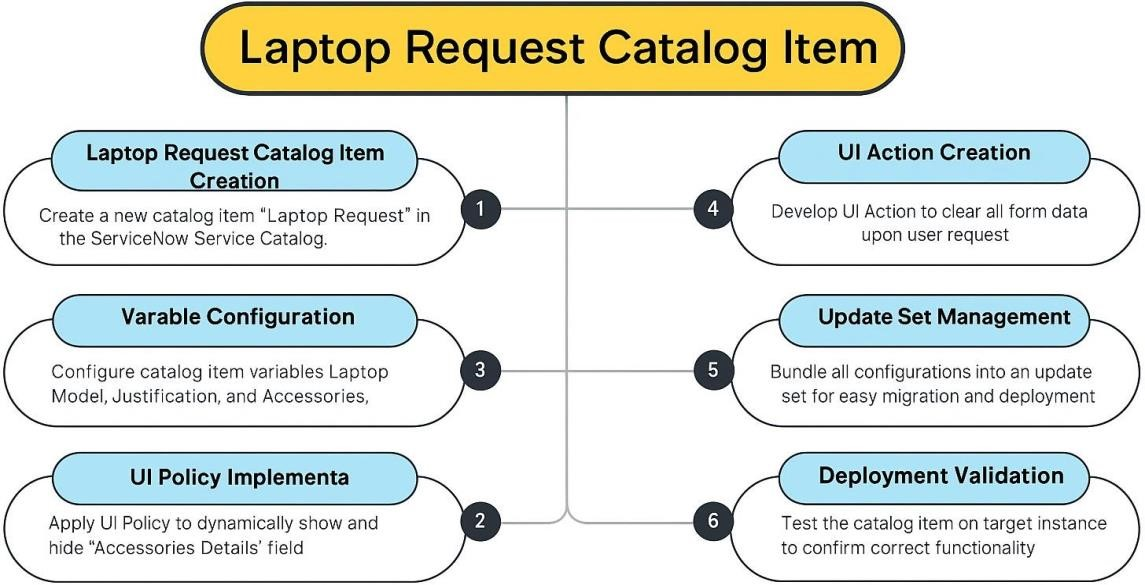 Laptop Request Catalog Item
Laptop Request Catalog Item
Creation
Create a new catalog item “Laptop Request” in
the ServiceNow Service Catalog.
1
Varable Configuration
Configure catalog item variables Laptop
Model, Justification, and Accessories,
3
UI Policy Implementa
Apply UI Policy to dynamically show and
hide “Accessories Details’ field
2
4
UI Action Creation
Develop UI Action to clear all form data
upon user request
5
Update Set Management
Bundle all configurations into an update
set for easy migration and deployment
6
Deployment Validation
Test the catalog item on target instance
to confirm correct functionality